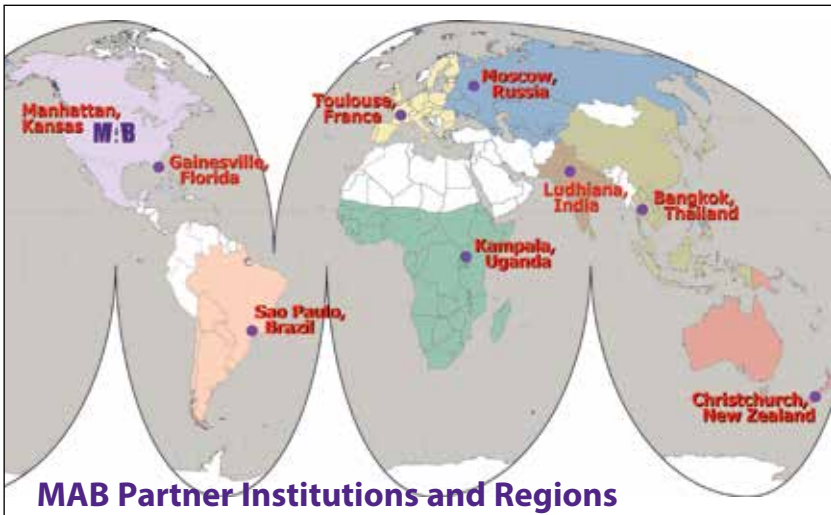 Manhattan,
Kansas
MAB
Gainesville,
Florida
Toulouse,
France
Moscow,
Russia
Ludhiana,
India
Bangkok,
Thailand
Kampala,
Uganda
Sao Paulo,
Brazil
Christchurch,
New Zealand
MAB Partner Institutions and Regions